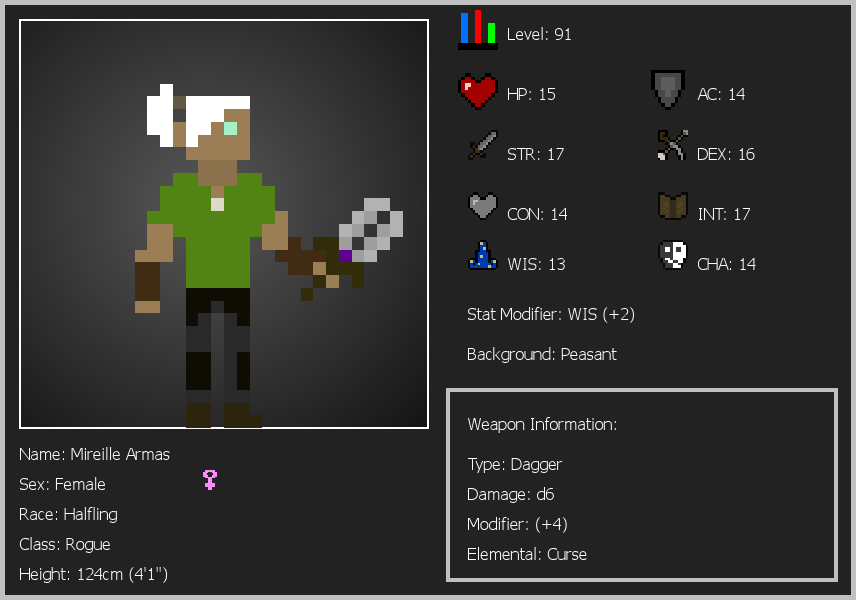 Level: 91
HP: 15
AC: 14
STR: 17
DEX: 16
CON: 14
INT: 17
WIS: 13
CHA: 14
Stat Modifier: WIS (+2)
Background: Peasant
Weapon Information:
Type: Dagger
Damage: d6
Modifier: (+4)
Elemental: Curse
Name: Mireille Armas
Sex: Female
Race: Halfling
Class: Rogue
Height: 124cm (4'1")